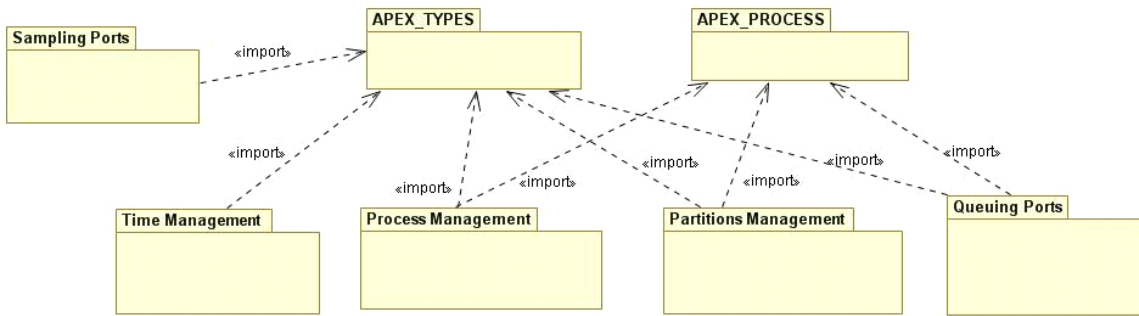 APEX_TYPES
APEX_PROCESS
Sampling Ports
«import»
«import»
«import»
«import»
«import»
«import»
«import»
Time Management
Process Management
Partitions Management
Queuing Ports